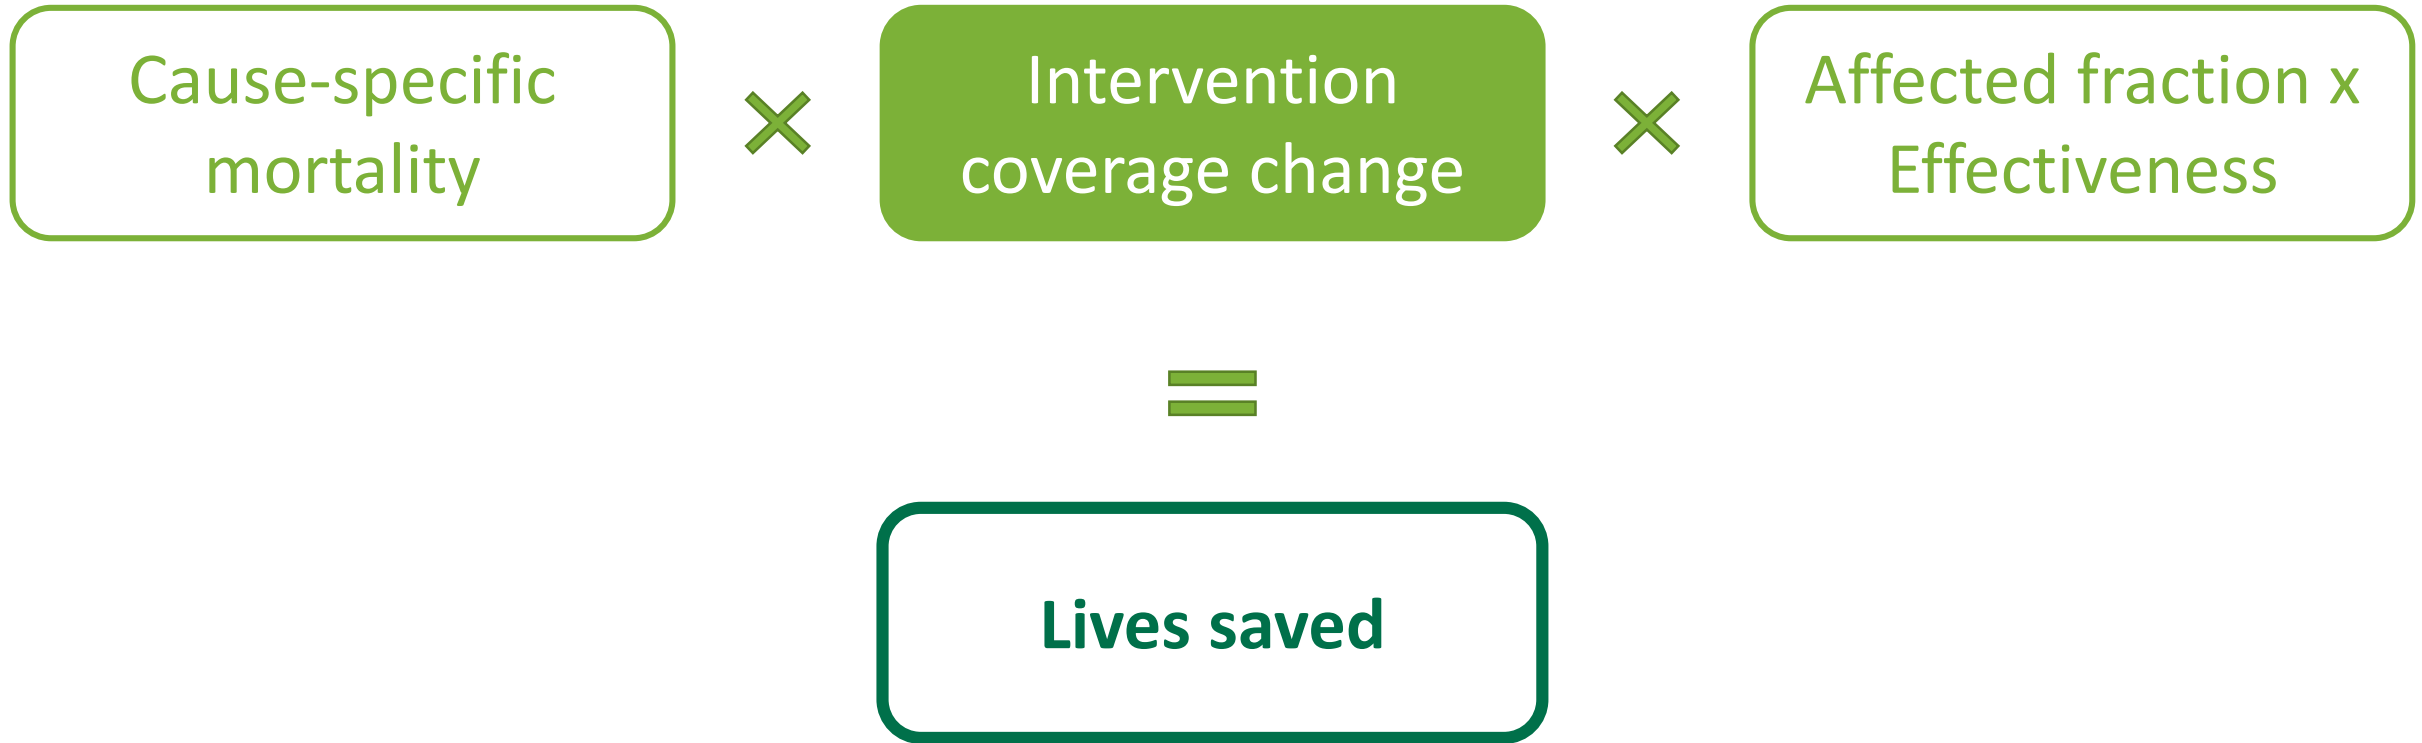 Cause-specific
mortality
Intervention
coverage change
Affected fraction x
Effectiveness
Lives saved